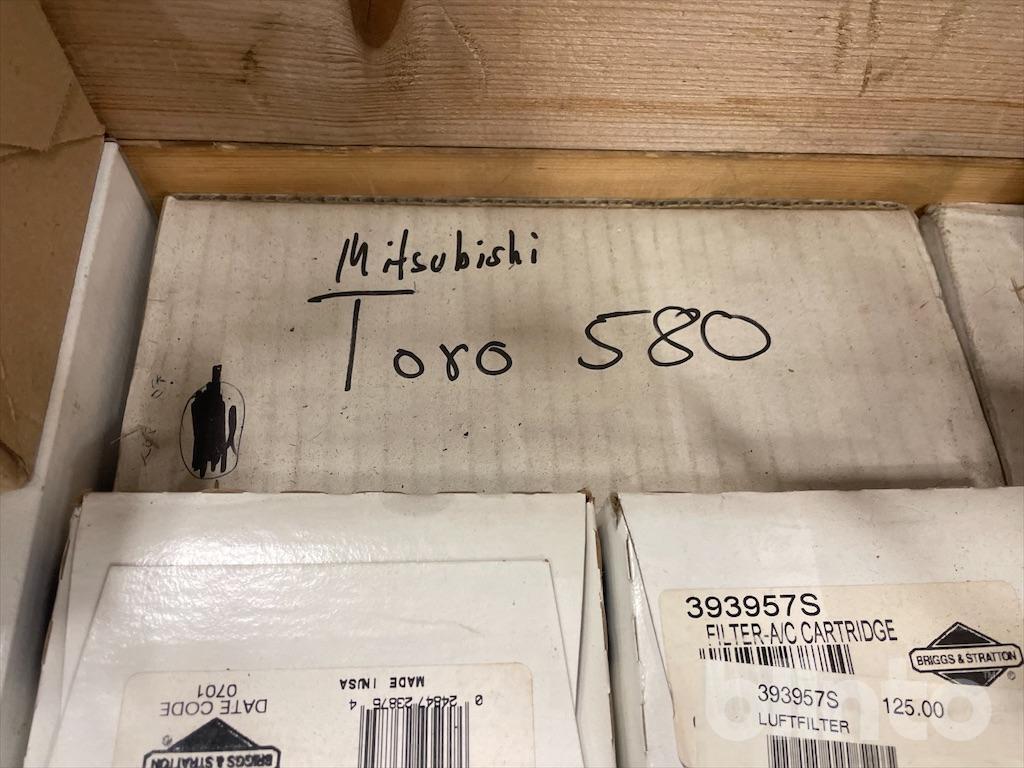 Mitsubishi
Toro 580
393957S
FILTER-A/C CARTRIDGE
BRIGGS & STRATTON
393957S
LUFTFILTER
125.00
DATE CODE
0701
MADE IN USA
0 24847 23875 4
BRIGGS & STRATTON
blinto